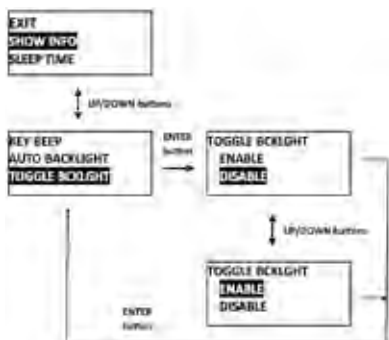 EXIT
SHOW INFO
SLEEP TIME
UP/DOWN buttons
KEY BEEP
AUTO BACKLIGHT
TOGGLE BCKLGHT
ENTER
button
TOGGLE BCKLGHT
ENABLE
DISABLE
UP/DOWN buttons
TOGGLE BCKLGHT
ENABLE
DISABLE
ENTER
button